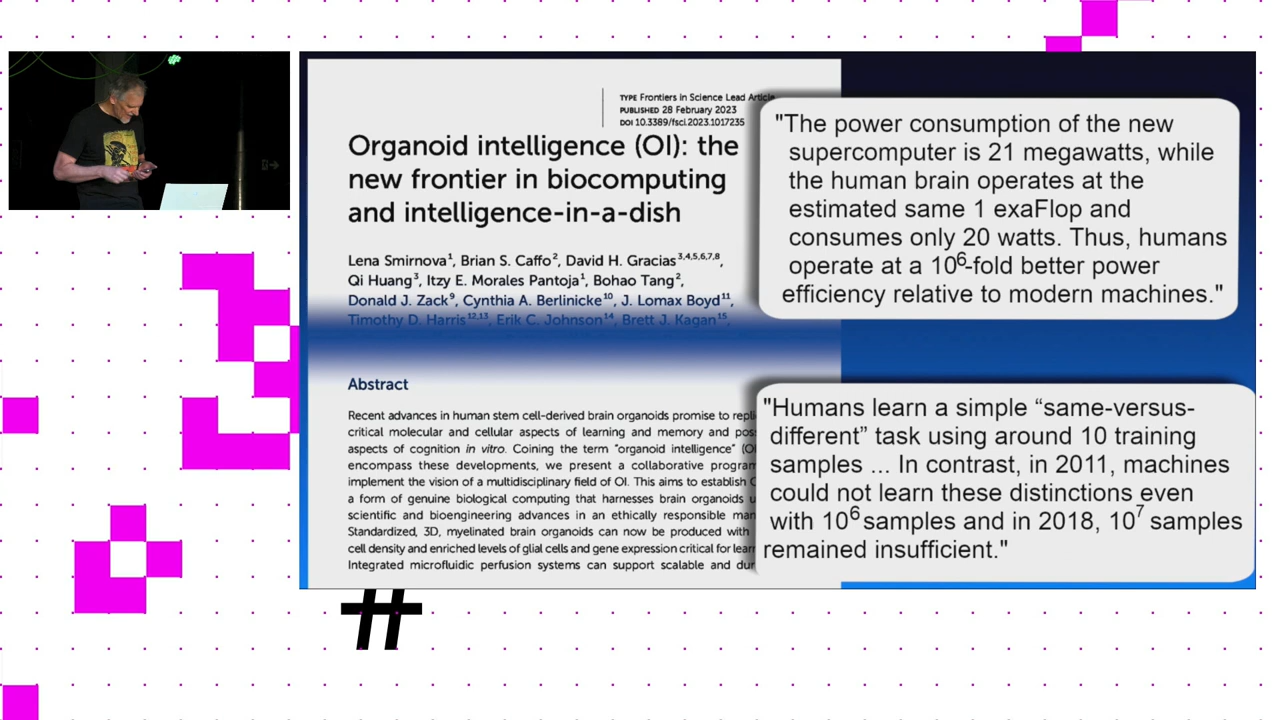 TYPE Frontiers in Science Lead Article
PUBLISHED 28 February 2023
DOI 10.3389/fsci.2023.1017235
Organoid intelligence (OI): the
new frontier in biocomputing
and intelligence-in-a-dish
Lena Smirnova¹, Brian S. Caffo², David H. Gracias³,⁴,⁵,⁶,⁷,⁸,
Qi Huang³, Itzy E. Morales Pantoja¹, Bohao Tang²,
Donald J. Zack⁹, Cynthia A. Berlinicke¹⁰, J. Lomax Boyd¹¹,
Timothy D. Harris¹²,¹³, Erik C. Johnson¹⁴, Brett J. Kagan¹⁵,
Abstract
Recent advances in human stem cell-derived brain organoids promise to
critical molecular and cellular aspects of learning and memory and
aspects of cognition in vitro. Coining the term "organoid intelligence"
encompass these developments, we present a collaborative
implement the vision of a multidisciplinary field of OI. This aims to establish
a form of genuine biological computing that harnesses brain organoids
scientific and bioengineering advances in an ethically responsible
Standardized, 3D, myelinated brain organoids can now be produced with
cell density and enriched levels of glial cells and gene expression critical for
Integrated microfluidic perfusion systems can support scalable and
"The power consumption of the new
supercomputer is 21 megawatts, while
the human brain operates at the
estimated same 1 exaFlop and
consumes only 20 watts. Thus, humans
operate at a 10⁶-fold better power
efficiency relative to modern machines."
"Humans learn a simple “same-versus-
different” task using around 10 training
samples ... In contrast, in 2011, machines
could not learn these distinctions even
with 10⁶ samples and in 2018, 10⁷ samples
remained insufficient."
#